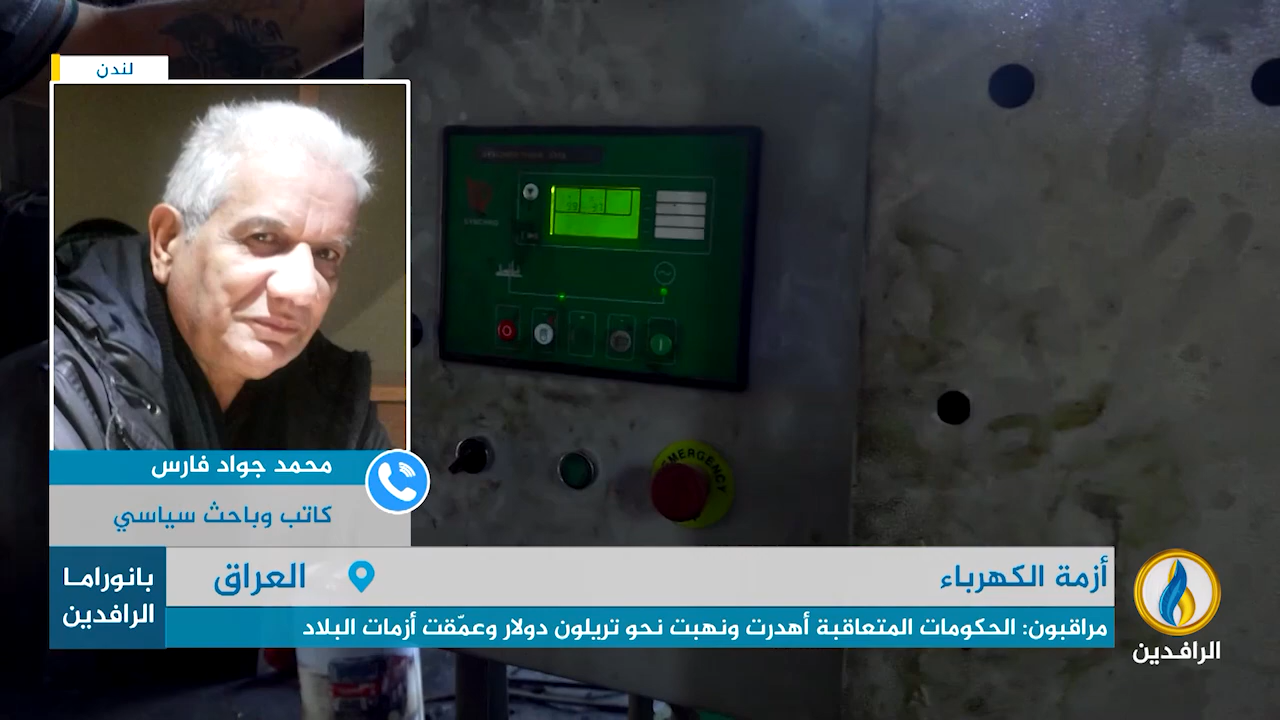 لندن
محمد جواد فارس
كاتب وباحث سياسي
EMERGENCY
أزمة الكهرباء
العراق
بانوراما
الرافدين
مراقبون: الحكومات المتعاقبة أهدرت ونهبت نحو تريليون دولار وعمّقت أزمات البلاد
الرافدين